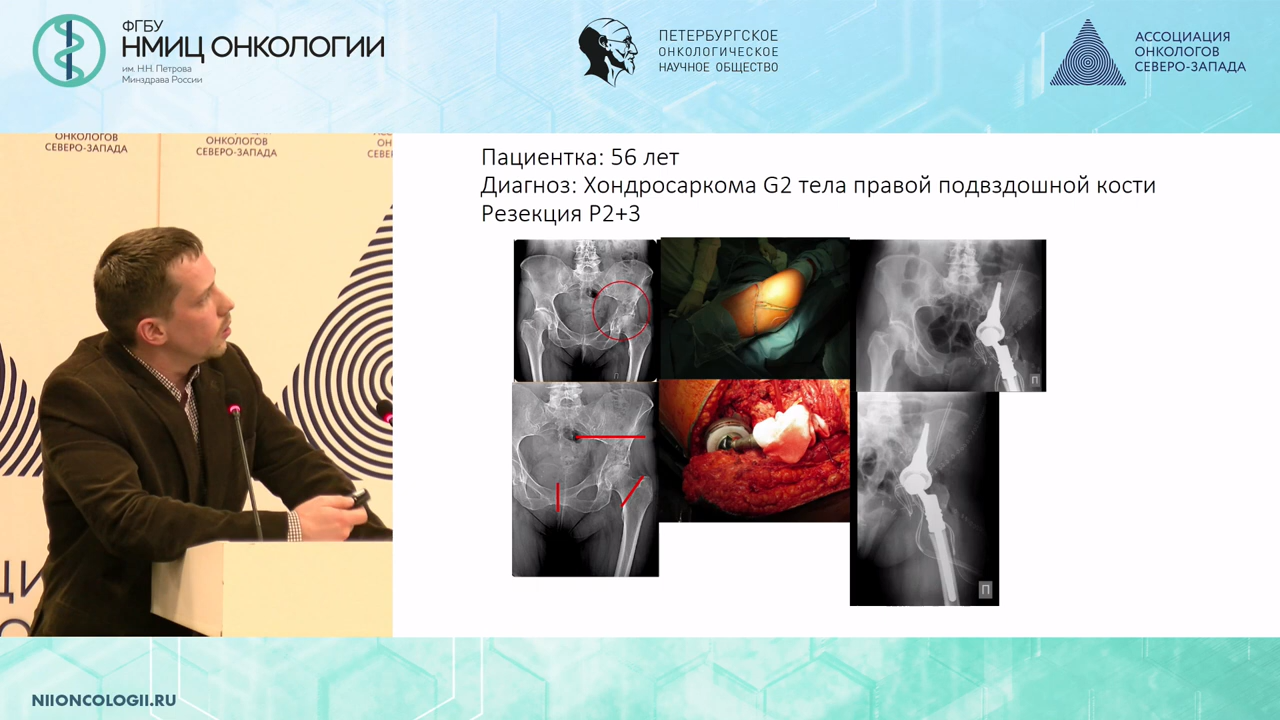 ФГБУ
НМИЦ ОНКОЛОГИИ
им. Н.Н. Петрова
Минздрава России
ПЕТЕРБУРГСКОЕ
ОНКОЛОГИЧЕСКОЕ
НАУЧНОЕ ОБЩЕСТВО
АССОЦИАЦИЯ
ОНКОЛОГОВ
СЕВЕРО-ЗАПАДА
ОНКОЛОГОВ
СЕВЕРО-ЗАПАДА
ОНКОЛОГОВ
СЕВЕРО-ЗАПАДА
Пациентка: 56 лет
Диагноз: Хондросаркома G2 тела правой подвздошной кости
Резекция Р2+3
П
П
NIIONCOLOGII.RU